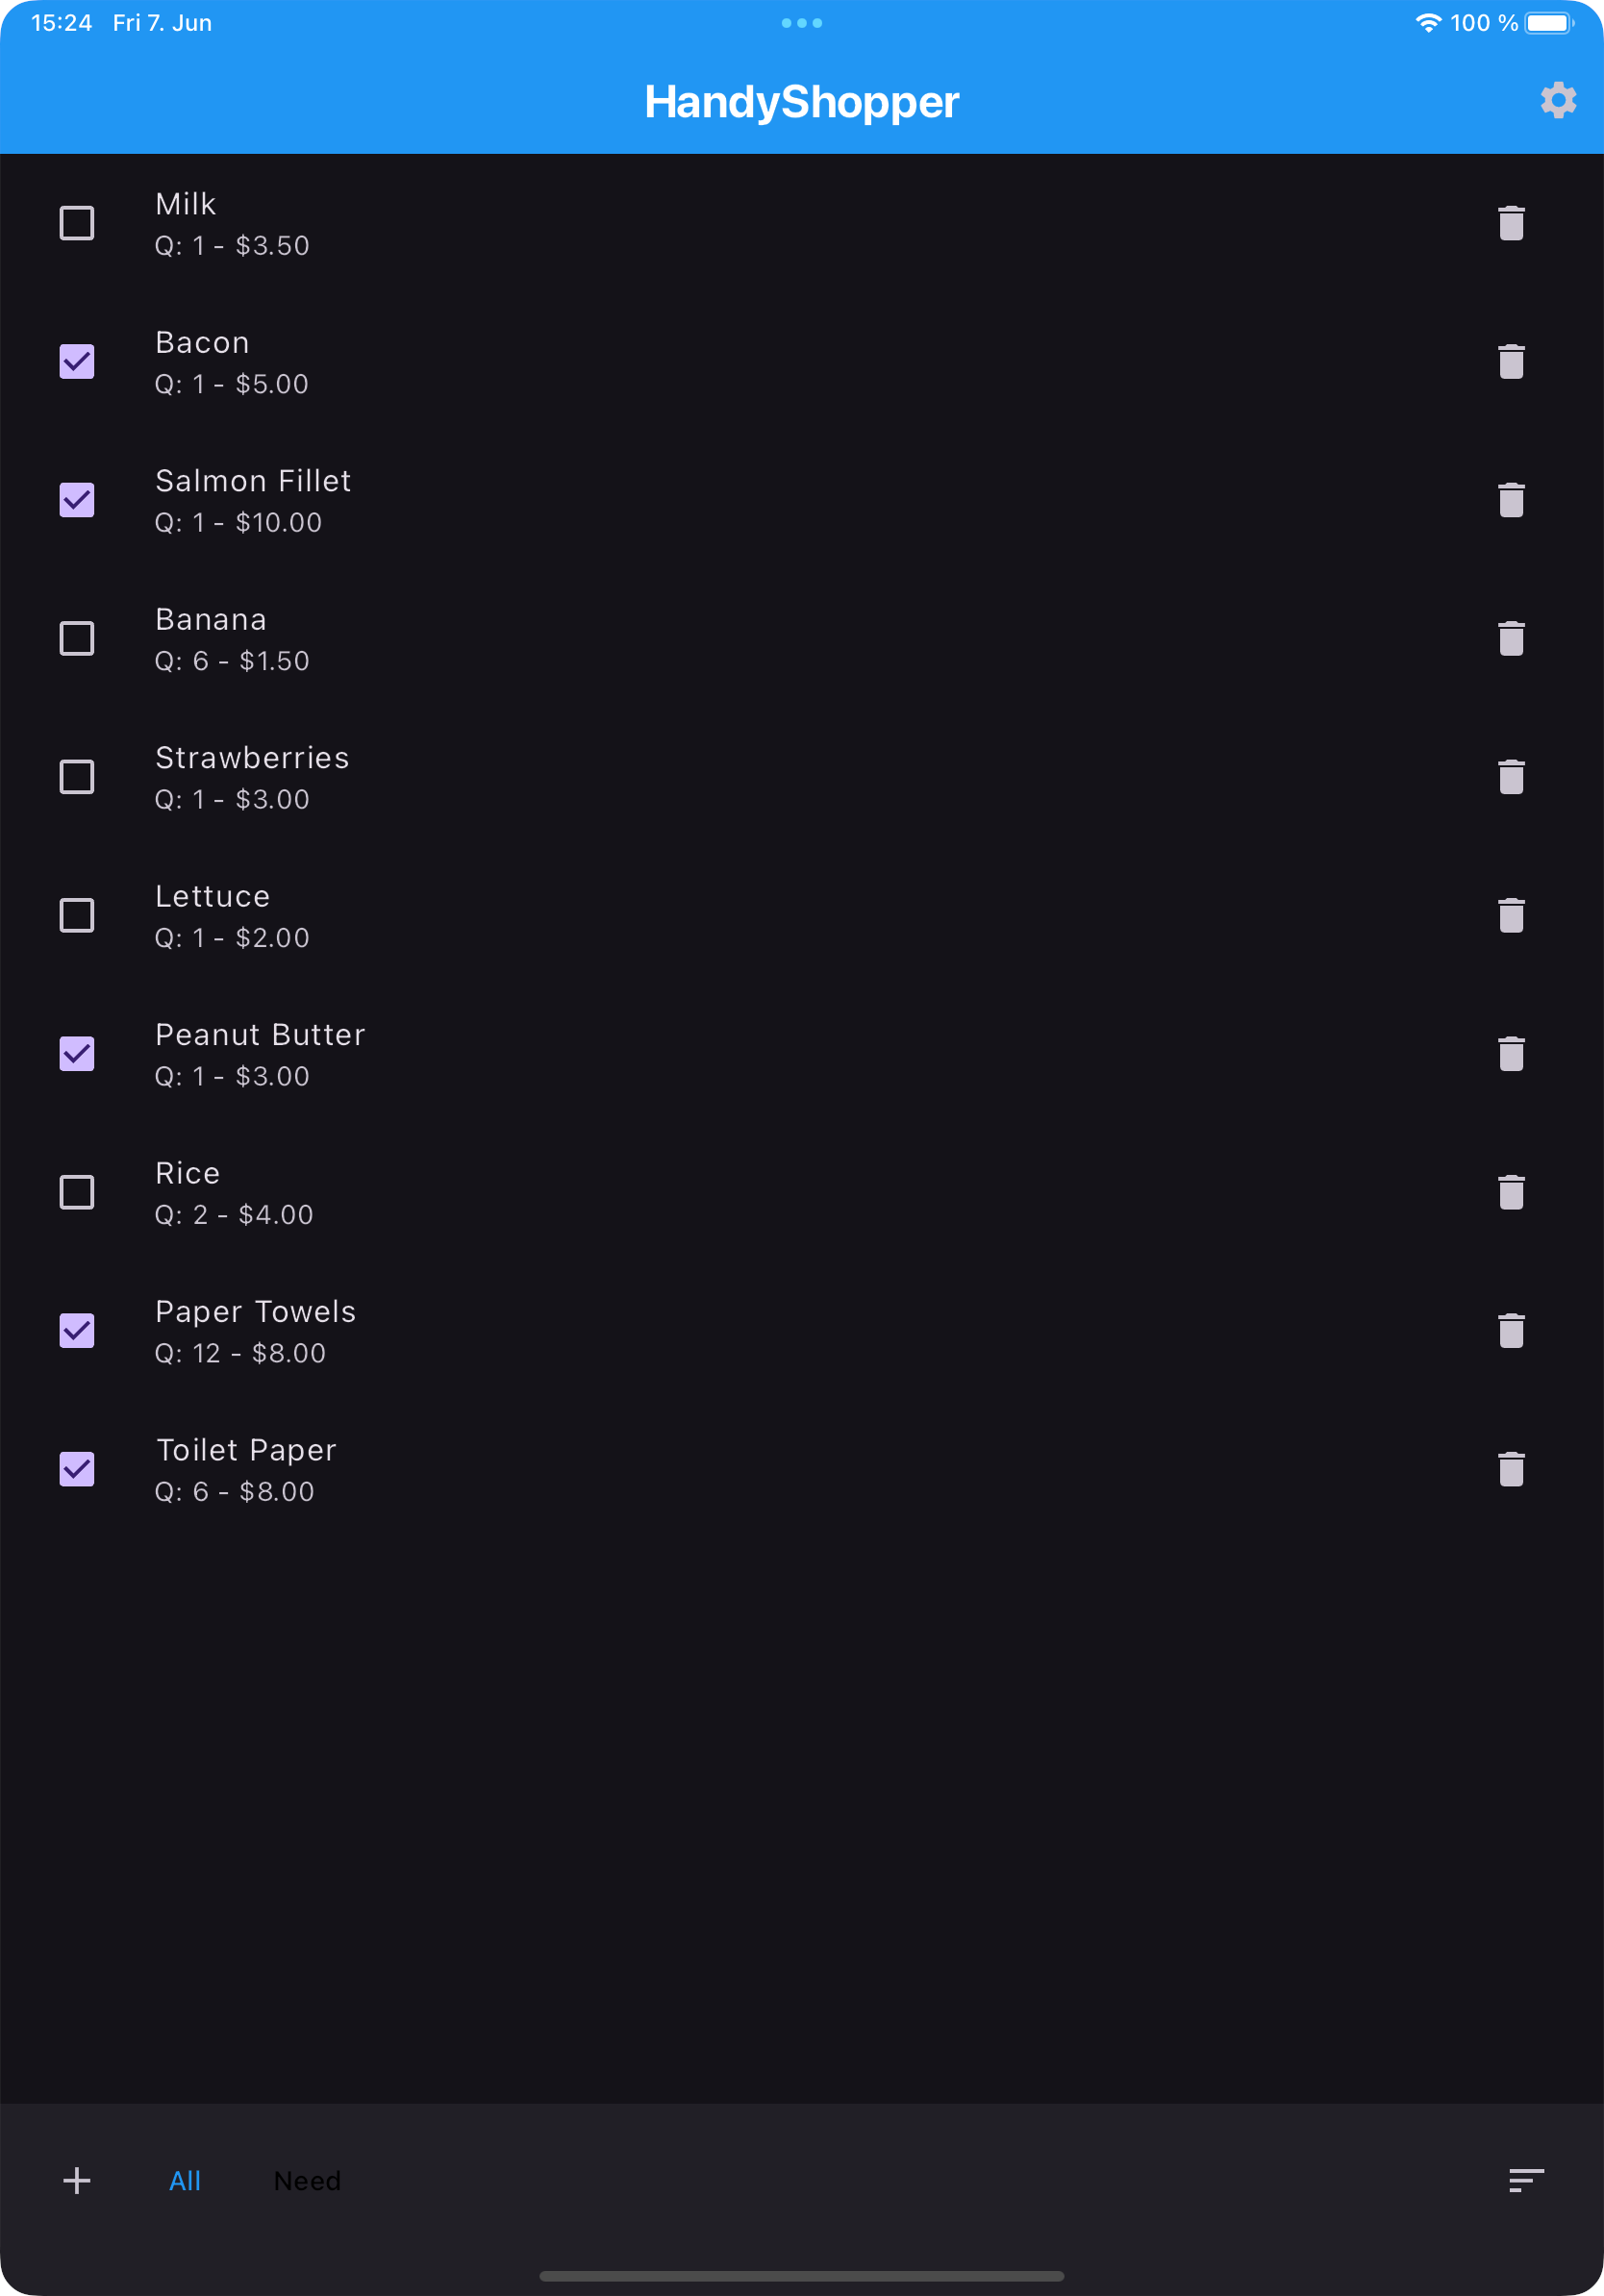 15:24 Fri 7. Jun
100 %
HandyShopper
Milk
Q: 1 - $3.50
Bacon
Q: 1 - $5.00
Salmon Fillet
Q: 1 - $10.00
Banana
Q: 6 - $1.50
Strawberries
Q: 1 - $3.00
Lettuce
Q: 1 - $2.00
Peanut Butter
Q: 1 - $3.00
Rice
Q: 2 - $4.00
Paper Towels
Q: 12 - $8.00
Toilet Paper
Q: 6 - $8.00
All Need